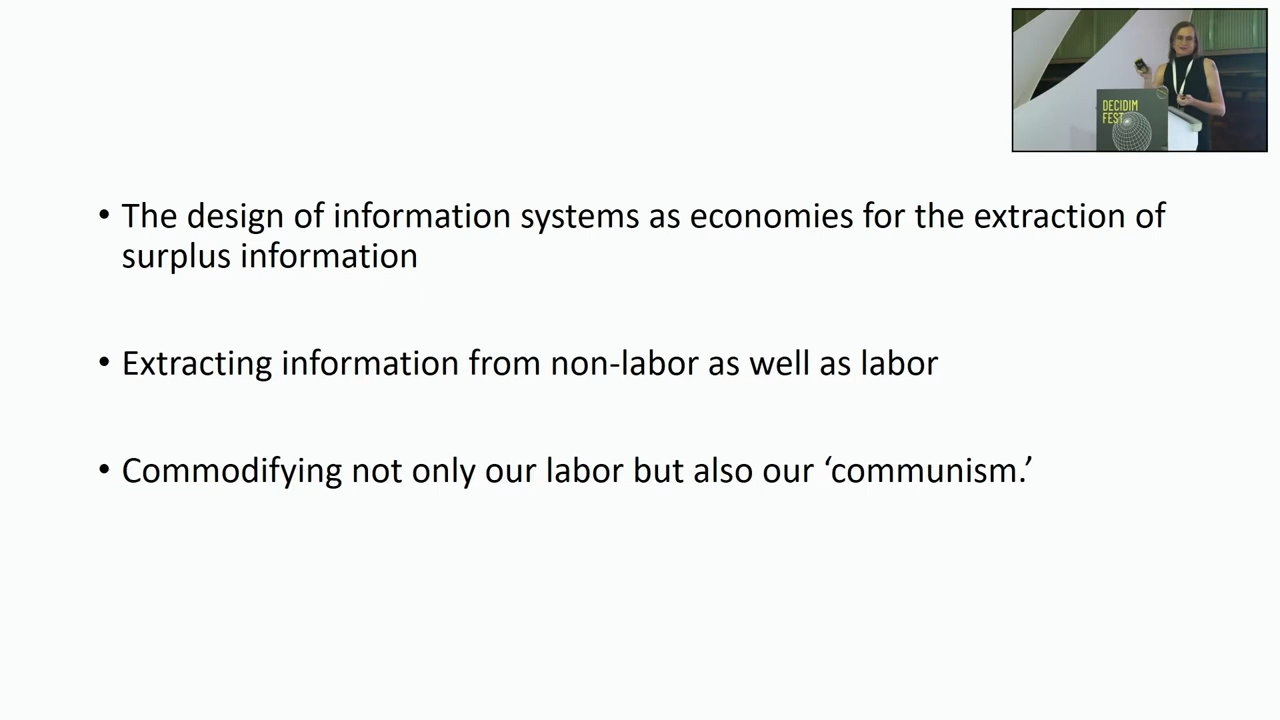 DECIDIM
FEST
• The design of information systems as economies for the extraction of
surplus information
• Extracting information from non-labor as well as labor
• Commodifying not only our labor but also our ‘communism.’